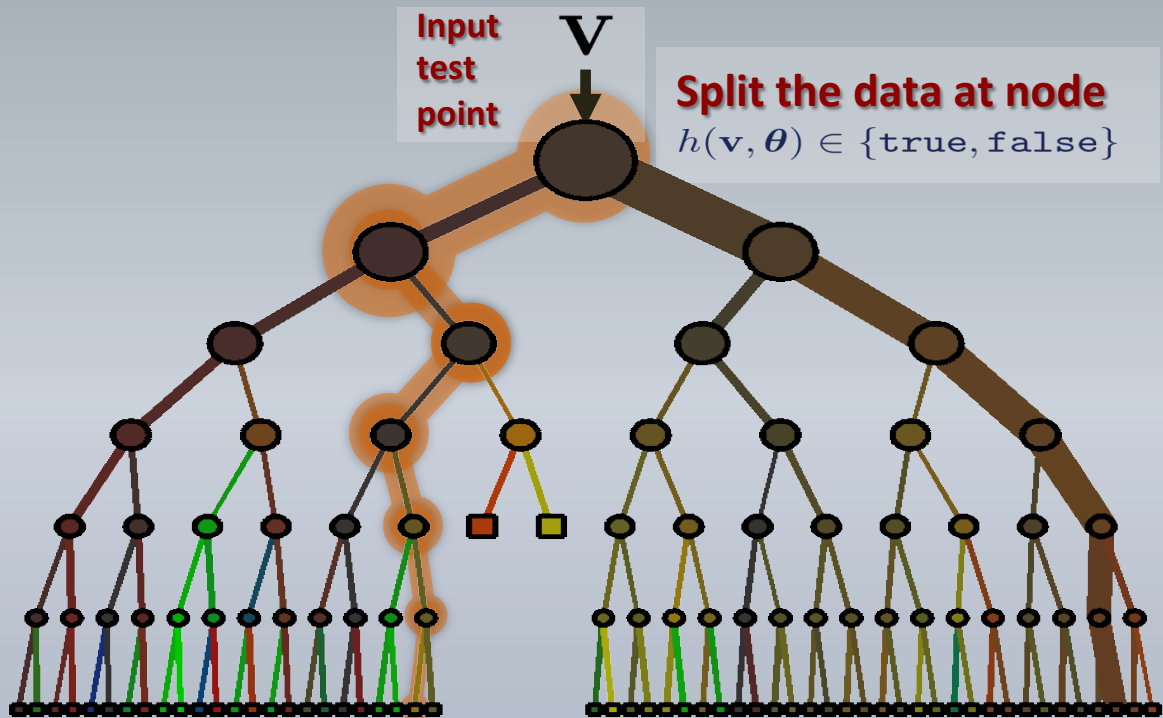 Input
test
point
v
Split the data at node
h(v, θ) ∈ {true, false}